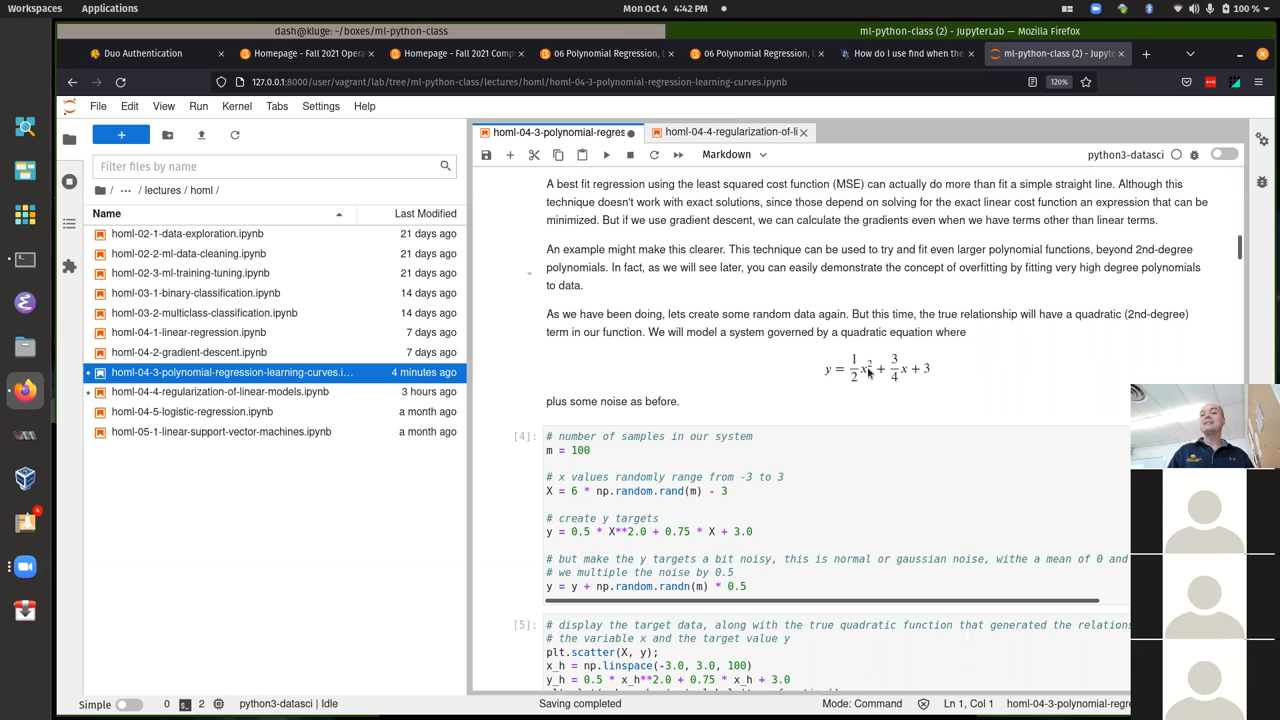 Workspaces Applications Mon Oct 4 4:42 PM 100 %
dash@kluge: ~/boxes/ml-python-class ml-python-class (2) - JupyterLab — Mozilla Firefox
Duo Authentication Homepage - Fall 2021 Oper Homepage - Fall 2021 Comp 06 Polynomial Regression, L 06 Polynomial Regression, L How do I use find when the ml-python-class (2) - Jupyte
127.0.0.1:8000/user/vagrant/lab/tree/ml-python-class/lectures/homl/homl-04-3-polynomial-regression-learning-curves.ipynb 120%
File Edit View Run Kernel Tabs Settings Help
homl-04-3-polynomial-regres homl-04-4-regularization-of-li
Markdown python3-datasci
Filter files by name
/ ··· / lectures / homl /
Name Last Modified
homl-02-1-data-exploration.ipynb 21 days ago
homl-02-2-ml-data-cleaning.ipynb 21 days ago
homl-02-3-ml-training-tuning.ipynb 21 days ago
homl-03-1-binary-classification.ipynb 14 days ago
homl-03-2-multiclass-classification.ipynb 14 days ago
homl-04-1-linear-regression.ipynb 7 days ago
homl-04-2-gradient-descent.ipynb 7 days ago
homl-04-3-polynomial-regression-learning-curves.i... 4 minutes ago
homl-04-4-regularization-of-linear-models.ipynb 3 hours ago
homl-04-5-logistic-regression.ipynb a month ago
homl-05-1-linear-support-vector-machines.ipynb a month ago
A best fit regression using the least squared cost function (MSE) can actually do more than fit a simple straight line. Although this
technique doesn't work with exact solutions, since those depend on solving for the exact linear cost function an expression that can be
minimized. But if we use gradient descent, we can calculate the gradients even when we have terms other than linear terms.
An example might make this clearer. This technique can be used to try and fit even larger polynomial functions, beyond 2nd-degree
polynomials. In fact, as we will see later, you can easily demonstrate the concept of overfitting by fitting very high degree polynomials
to data.
As we have been doing, lets create some random data again. But this time, the true relationship will have a quadratic (2nd-degree)
term in our function. We will model a system governed by a quadratic equation where
y = 1/2 x² + 3/4 x + 3
plus some noise as before.
[4]: # number of samples in our system
m = 100
# x values randomly range from -3 to 3
X = 6 * np.random.rand(m) - 3
# create y targets
y = 0.5 * X**2.0 + 0.75 * X + 3.0
# but make the y targets a bit noisy, this is normal or gaussian noise, withe a mean of 0 and
# we multiple the noise by 0.5
y = y + np.random.randn(m) * 0.5
[5]: # display the target data, along with the true quadratic function that generated the relations
# the variable x and the target value y
plt.scatter(X, y);
x_h = np.linspace(-3.0, 3.0, 100)
y_h = 0.5 * x_h**2.0 + 0.75 * x_h + 3.0
Simple 0 2 python3-datasci | Idle Saving completed Mode: Command Ln 1, Col 1 homl-04-3-polynomial-regre